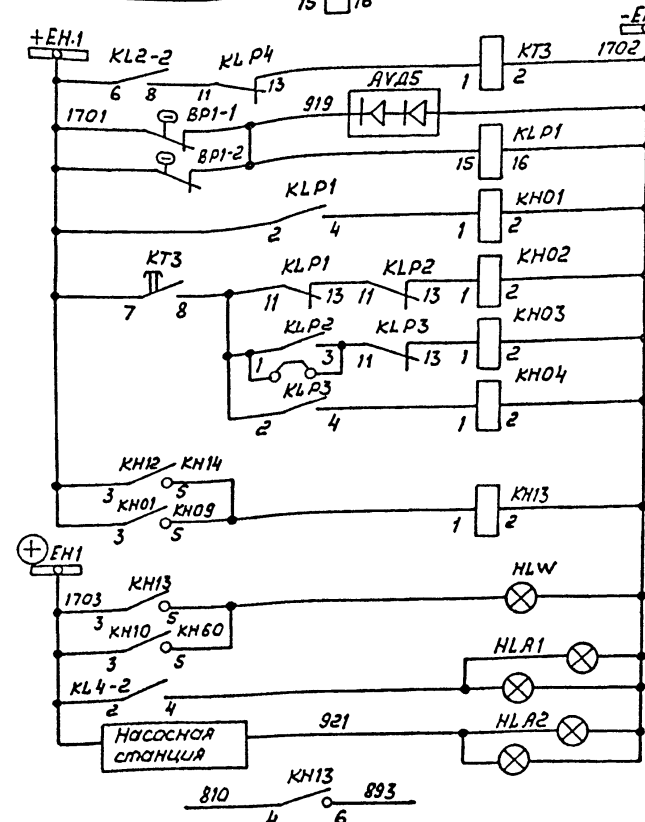 15 16
+EH.1 -EH
KL2-2 KLP4 KT3 1702
6 8 11 13 1 2
АУД5
1701 BP1-1 919
BP1-2 KLP1
15 16
KLP1 KH01
2 4 1 2
KT3 KLP1 KLP2 KH02
7 8 11 13 11 13 1 2
KLP2 KLP3 KH03
1 3 11 13 1 2
KLP3 KH04
2 4 1 2
KH12 KH14
3 5
KH01 KH09 KH13
3 5 1 2
+ EH1
KH13 HLW
1703 3 5
KH10 KH60
3 5
HLA1
KL4-2
2 4
Насосная 921 HLA2
станция
KH13
810 893
4 6